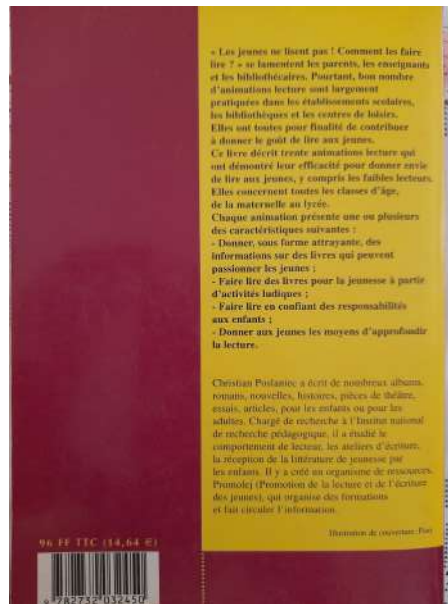 « Les jeunes ne lisent pas ! Comment les faire
lire ? » se lamentent les parents, les enseignants
et les bibliothécaires. Pourtant, bon nombre
d'animations lecture sont largement
pratiquées dans les établissements scolaires,
les bibliothèques et les centres de loisirs.
Elles ont toutes pour finalité de contribuer
à donner le goût de lire aux jeunes.
Ce livre décrit trente animations lecture qui
ont démontré leur efficacité pour donner envie
de lire aux jeunes, y compris les faibles lecteurs.
Elles concernent toutes les classes d'âge,
de la maternelle au lycée.
Chaque animation présente une ou plusieurs
des caractéristiques suivantes :
- Donner, sous forme attrayante, des
informations sur des livres qui peuvent
passionner les jeunes ;
- Faire lire des livres pour la jeunesse à partir
d'activités ludiques ;
- Faire lire en confiant des responsabilités
aux enfants ;
- Donner aux jeunes les moyens d'approfondir
la lecture.
Christian Poslaniec a écrit de nombreux albums,
romans, nouvelles, histoires, pièces de théâtre,
essais, articles, pour les enfants ou pour les
adultes. Chargé de recherche à l'Institut national
de recherche pédagogique, il a étudié le
comportement de lecteur, les ateliers d'écriture,
la réception de la littérature de jeunesse par
les enfants. Il y a créé un organisme de ressources,
Promolej (Promotion de la lecture et de l'écriture
des jeunes), qui organise des formations
et fait circuler l'information.
Illustration de couverture :
96 FF TTC (14,64 €)
9 782732 032450